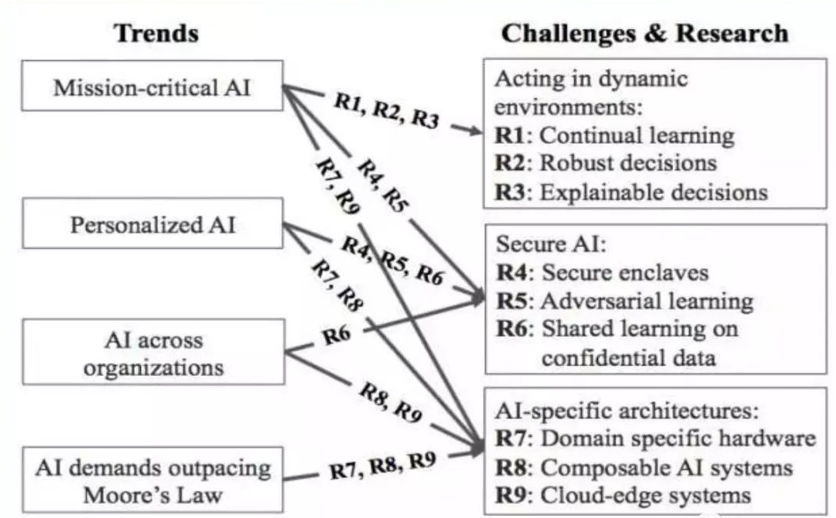 Trends
Challenges & Research
Mission-critical AI
Personalized AI
AI across
organizations
AI demands outpacing
Moore's Law
R1, R2, R3
R4, R5
R7, R9
R4, R5, R6
R7, R8
R6
R8, R9
R7, R8, R9
Acting in dynamic
environments:
R1: Continual learning
R2: Robust decisions
R3: Explainable decisions
Secure AI:
R4: Secure enclaves
R5: Adversarial learning
R6: Shared learning on
confidential data
AI-specific architectures:
R7: Domain specific hardware
R8: Composable AI systems
R9: Cloud-edge systems